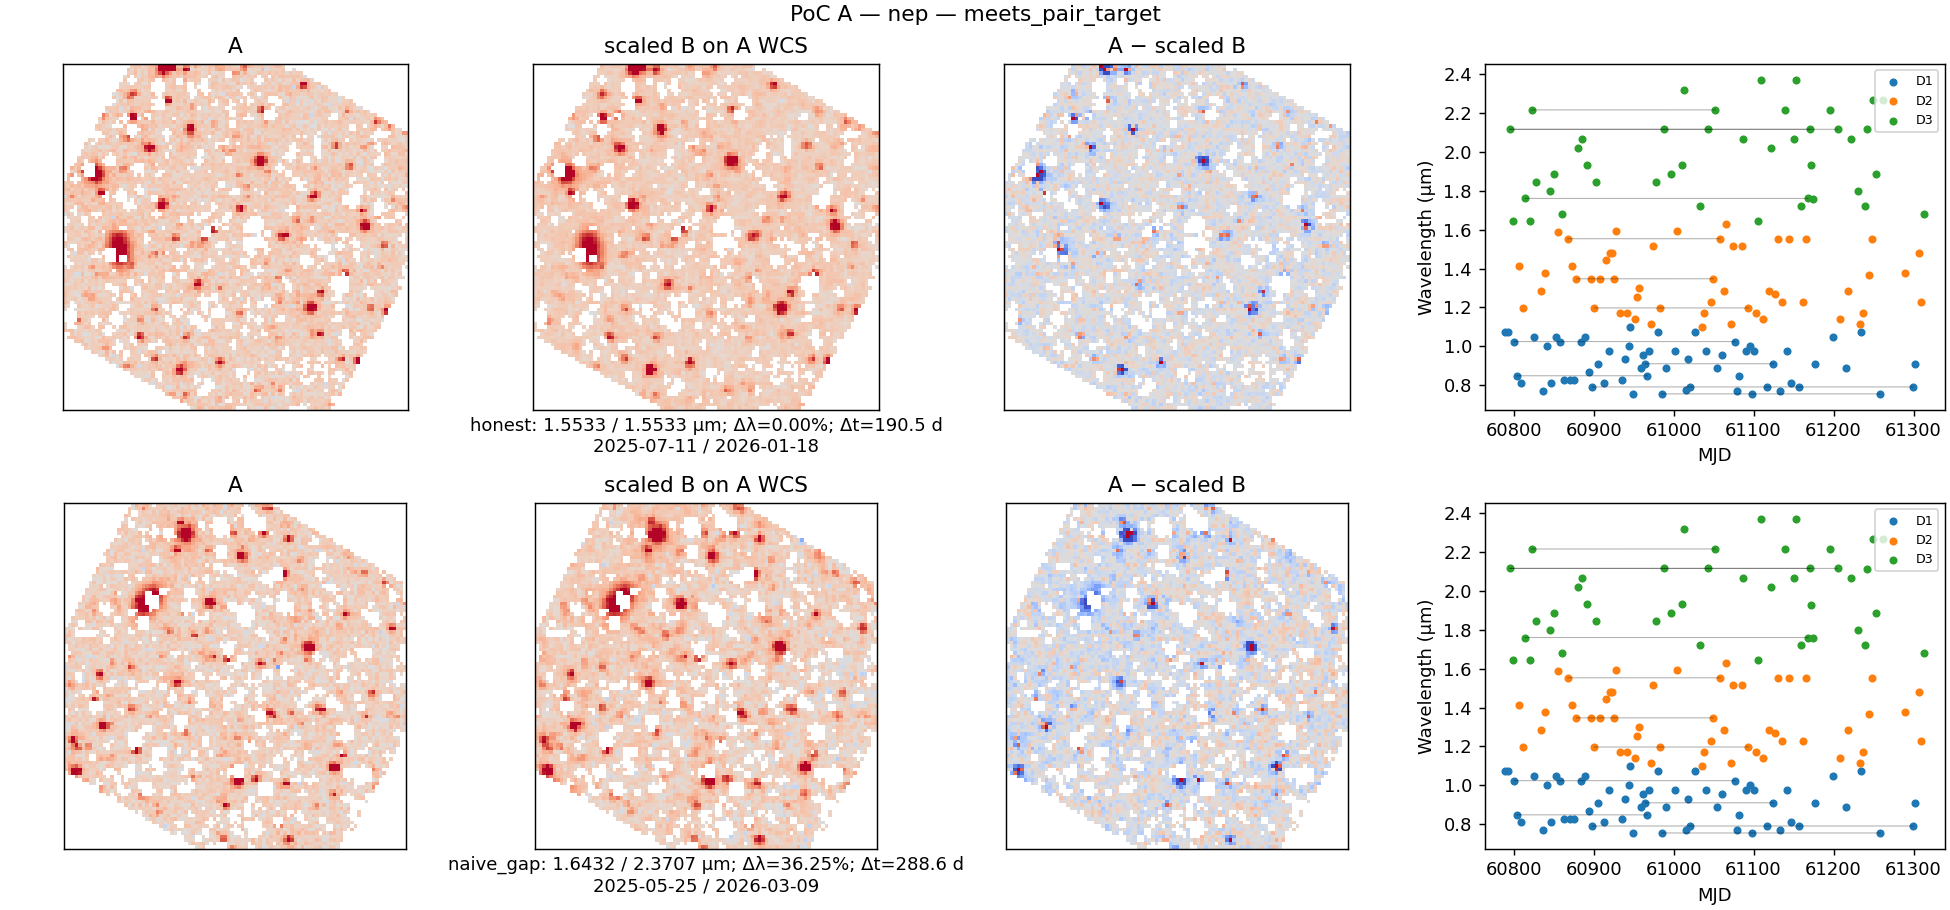 PoC A — nep — meets_pair_target
A
scaled B on A WCS
A − scaled B
honest: 1.5533 / 1.5533 μm; Δλ=0.00%; Δt=190.5 d
2025-07-11 / 2026-01-18
Wavelength (μm)
2.4
2.2
2.0
1.8
1.6
1.4
1.2
1.0
0.8
D1
D2
D3
60800 60900 61000 61100 61200 61300
MJD
A
scaled B on A WCS
A − scaled B
naive_gap: 1.6432 / 2.3707 μm; Δλ=36.25%; Δt=288.6 d
2025-05-25 / 2026-03-09
Wavelength (μm)
2.4
2.2
2.0
1.8
1.6
1.4
1.2
1.0
0.8
D1
D2
D3
60800 60900 61000 61100 61200 61300
MJD